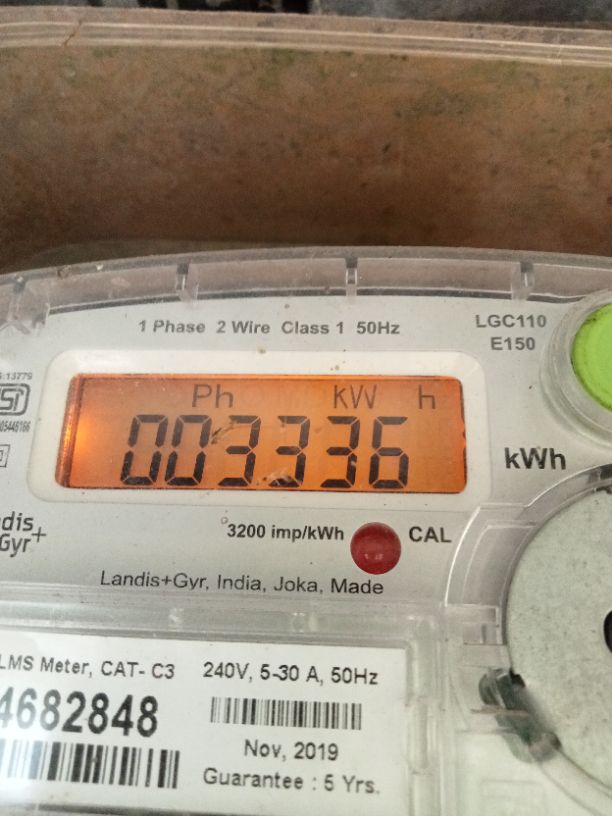 1 Phase 2 Wire Class 1 50Hz
LGC110
E150
:13779
Ph kW h
003336
kWh
dis+
Gyr
3200 imp/kWh CAL
Landis+Gyr, India, Joka, Made
LMS Meter, CAT- C3
4682848
240V, 5-30 A, 50Hz
Nov, 2019
Guarantee : 5 Yrs.